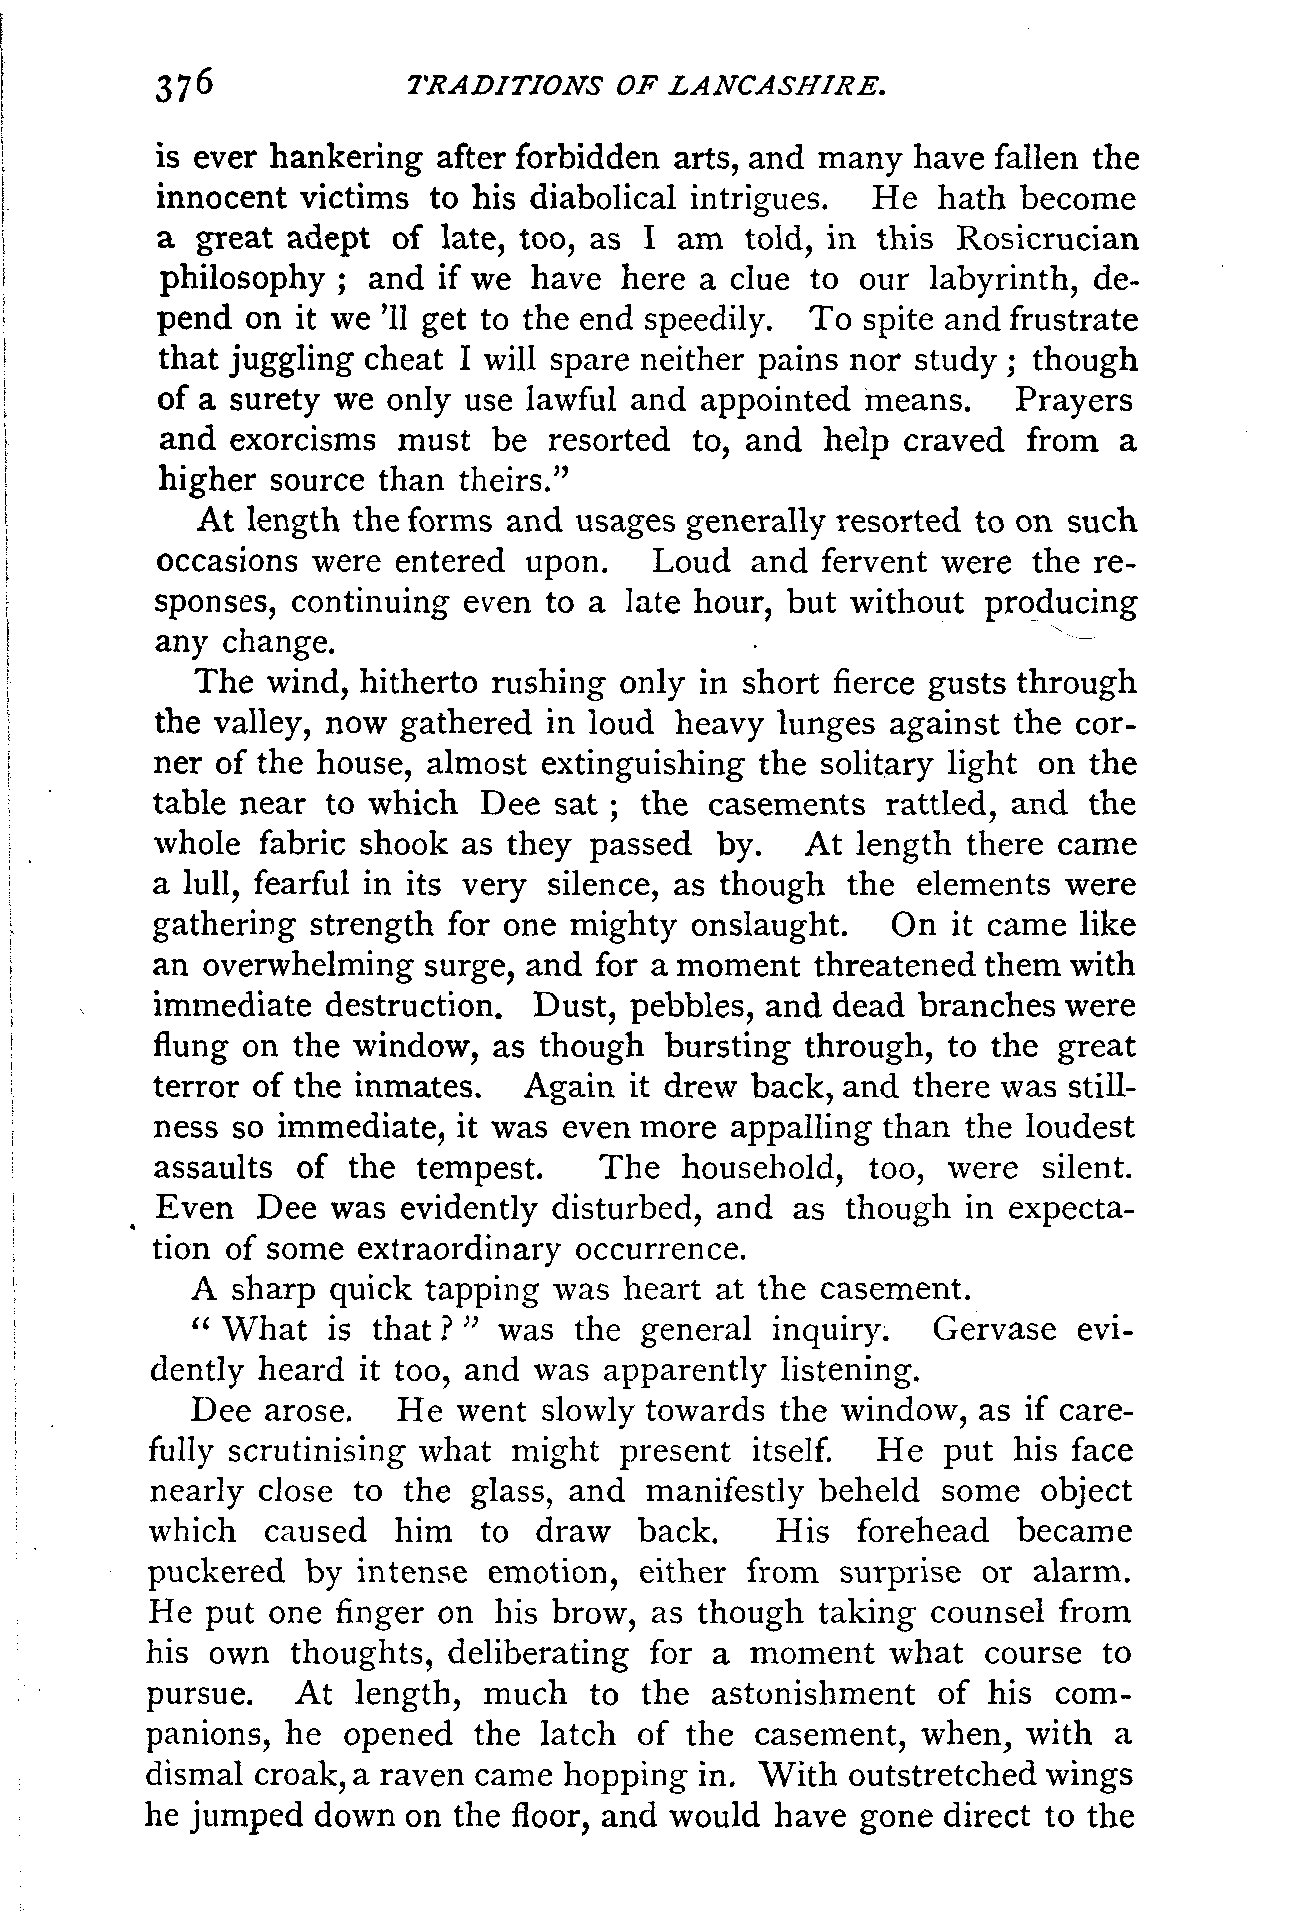 376 TRADITIONS OF LANCASHIRE.
is ever hankering after forbidden arts, and many have fallen the
innocent victims to his diabolical intrigues. He hath become
a great adept of late, too, as I am told, in this Rosicrucian
philosophy ; and if we have here a clue to our labyrinth, de-
pend on it we 'll get to the end speedily. To spite and frustrate
that juggling cheat I will spare neither pains nor study ; though
of a surety we only use lawful and appointed means. Prayers
and exorcisms must be resorted to, and help craved from a
higher source than theirs."
At length the forms and usages generally resorted to on such
occasions were entered upon. Loud and fervent were the re-
sponses, continuing even to a late hour, but without producing
any change.
The wind, hitherto rushing only in short fierce gusts through
the valley, now gathered in loud heavy lunges against the cor-
ner of the house, almost extinguishing the solitary light on the
table near to which Dee sat ; the casements rattled, and the
whole fabric shook as they passed by. At length there came
a lull, fearful in its very silence, as though the elements were
gathering strength for one mighty onslaught. On it came like
an overwhelming surge, and for a moment threatened them with
immediate destruction. Dust, pebbles, and dead branches were
flung on the window, as though bursting through, to the great
terror of the inmates. Again it drew back, and there was still-
ness so immediate, it was even more appalling than the loudest
assaults of the tempest. The household, too, were silent.
Even Dee was evidently disturbed, and as though in expecta-
tion of some extraordinary occurrence.
A sharp quick tapping was heart at the casement.
" What is that ? " was the general inquiry. Gervase evi-
dently heard it too, and was apparently listening.
Dee arose. He went slowly towards the window, as if care-
fully scrutinising what might present itself. He put his face
nearly close to the glass, and manifestly beheld some object
which caused him to draw back. His forehead became
puckered by intense emotion, either from surprise or alarm.
He put one finger on his brow, as though taking counsel from
his own thoughts, deliberating for a moment what course to
pursue. At length, much to the astonishment of his com-
panions, he opened the latch of the casement, when, with a
dismal croak, a raven came hopping in. With outstretched wings
he jumped down on the floor, and would have gone direct to the